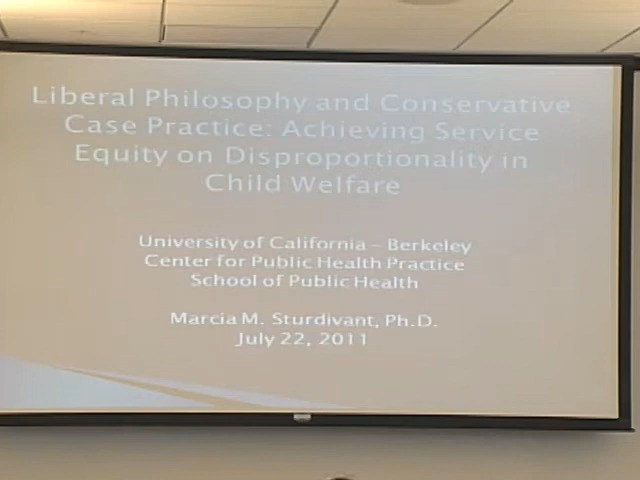 Liberal Philosophy and Conservative
Case Practice: Achieving Service
Equity on Disproportionality in
Child Welfare
University of California – Berkeley
Center for Public Health Practice
School of Public Health
Marcia M. Sturdivant, Ph.D.
July 22, 2011